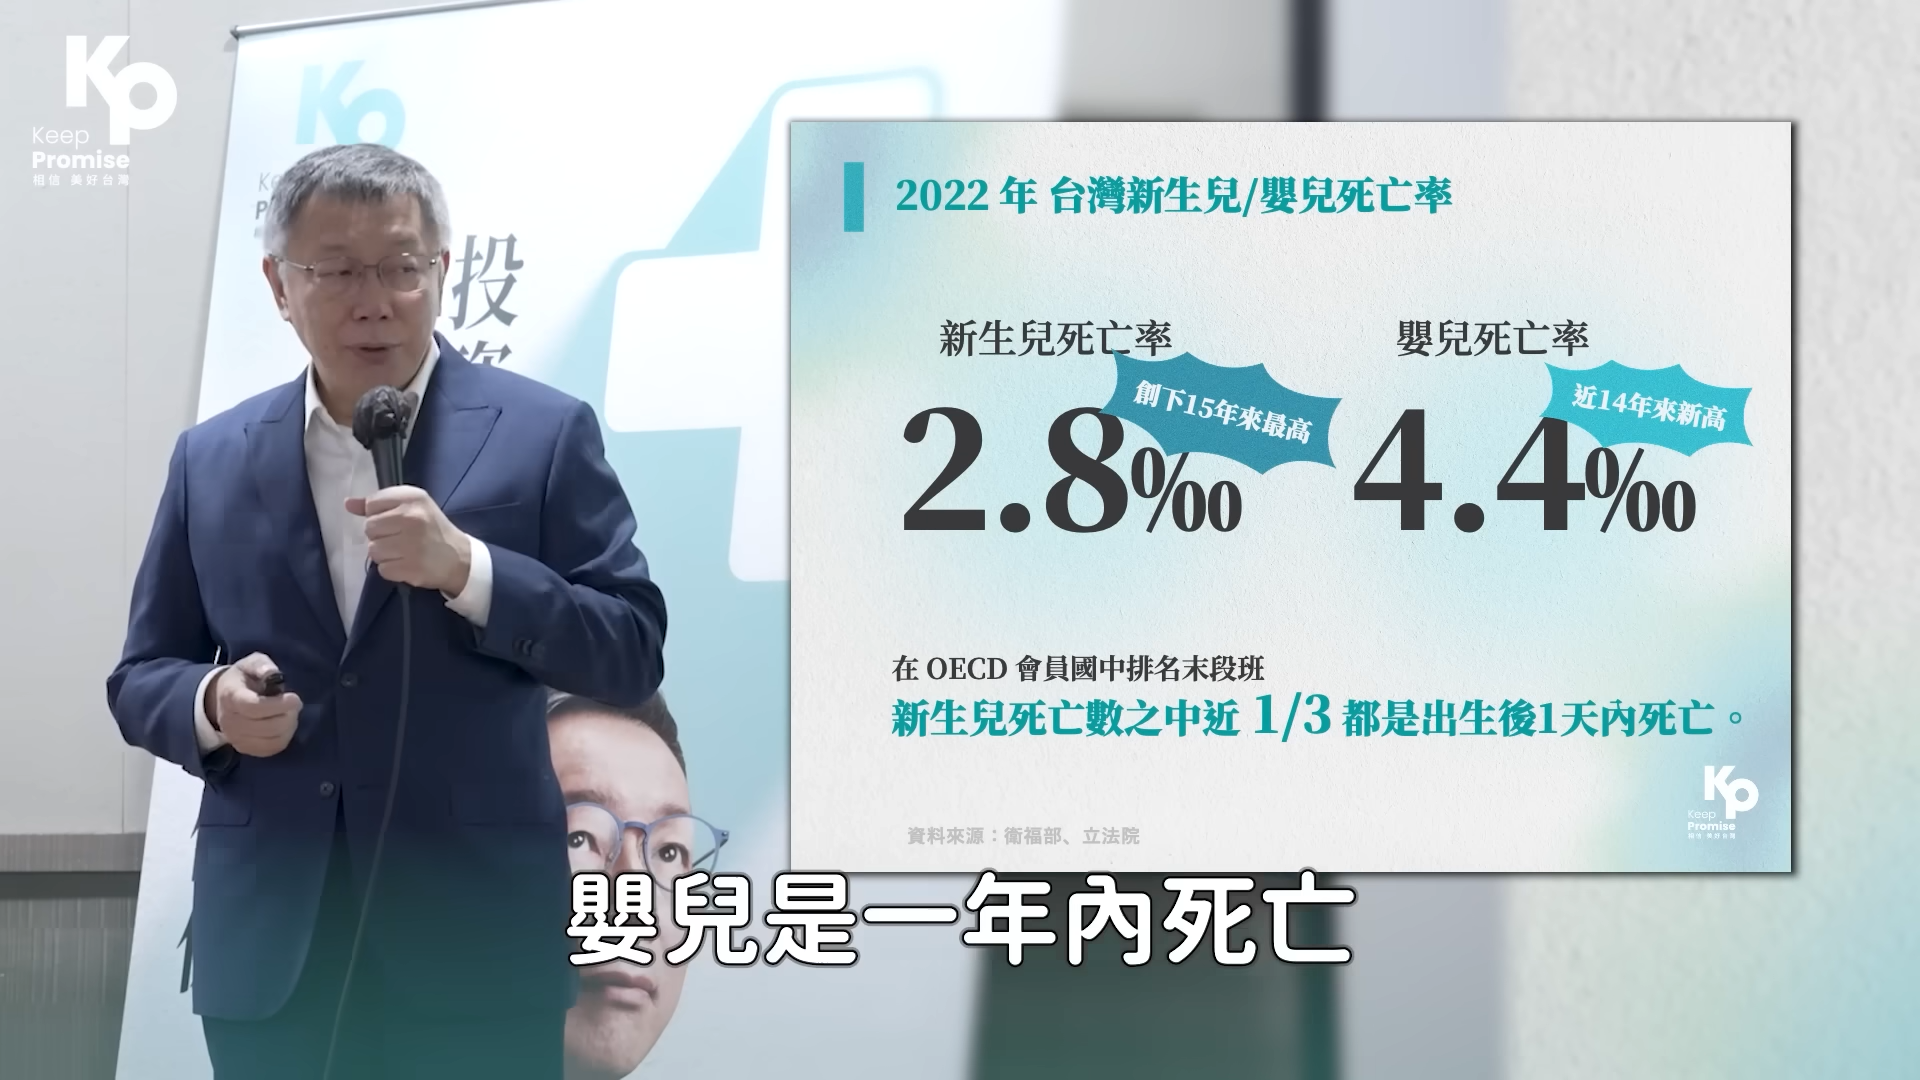 Kp
Keep
Promise
相信 美好台灣
Kp
投
2022 年 台灣新生兒/嬰兒死亡率
新生兒死亡率
創下15年來最高
2.8‰
嬰兒死亡率
近14年來新高
4.4‰
在 OECD 會員國中排名末段班
新生兒死亡數之中近 1/3 都是出生後1天內死亡。
Kp
Keep
Promise
相信 美好台灣
資料來源：衛福部、立法院
嬰兒是一年內死亡